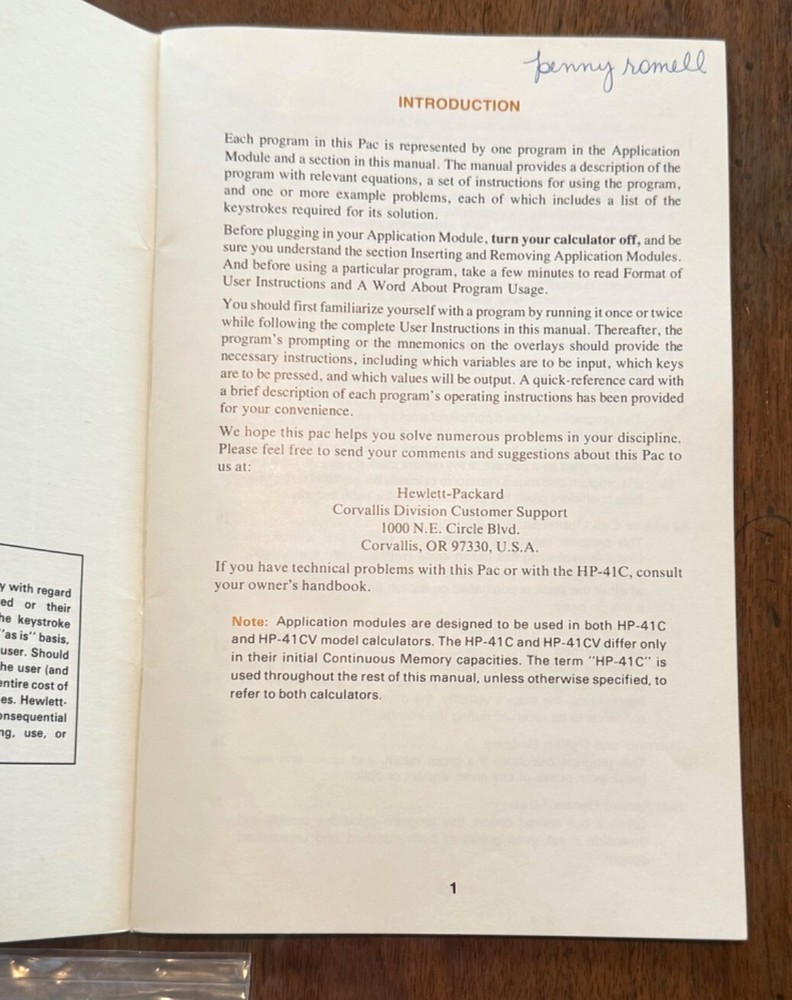 y with regard
ed or their
he keystroke
"as is" basis,
user. Should
he user (and
entire cost of
es. Hewlett-
onsequential
ng, use, or
penny romell
INTRODUCTION
Each program in this Pac is represented by one program in the Application
Module and a section in this manual. The manual provides a description of the
program with relevant equations, a set of instructions for using the program,
and one or more example problems, each of which includes a list of the
keystrokes required for its solution.
Before plugging in your Application Module, turn your calculator off, and be
sure you understand the section Inserting and Removing Application Modules.
And before using a particular program, take a few minutes to read Format of
User Instructions and A Word About Program Usage.
You should first familiarize yourself with a program by running it once or twice
while following the complete User Instructions in this manual. Thereafter, the
program's prompting or the mnemonics on the overlays should provide the
necessary instructions, including which variables are to be input, which keys
are to be pressed, and which values will be output. A quick-reference card with
a brief description of each program's operating instructions has been provided
for your convenience.
We hope this pac helps you solve numerous problems in your discipline.
Please feel free to send your comments and suggestions about this Pac to
us at:
Hewlett-Packard
Corvallis Division Customer Support
1000 N.E. Circle Blvd.
Corvallis, OR 97330, U.S.A.
If you have technical problems with this Pac or with the HP-41C, consult
your owner's handbook.
Note: Application modules are designed to be used in both HP-41C
and HP-41CV model calculators. The HP-41C and HP-41CV differ only
in their initial Continuous Memory capacities. The term "HP-41C" is
used throughout the rest of this manual, unless otherwise specified, to
refer to both calculators.
1